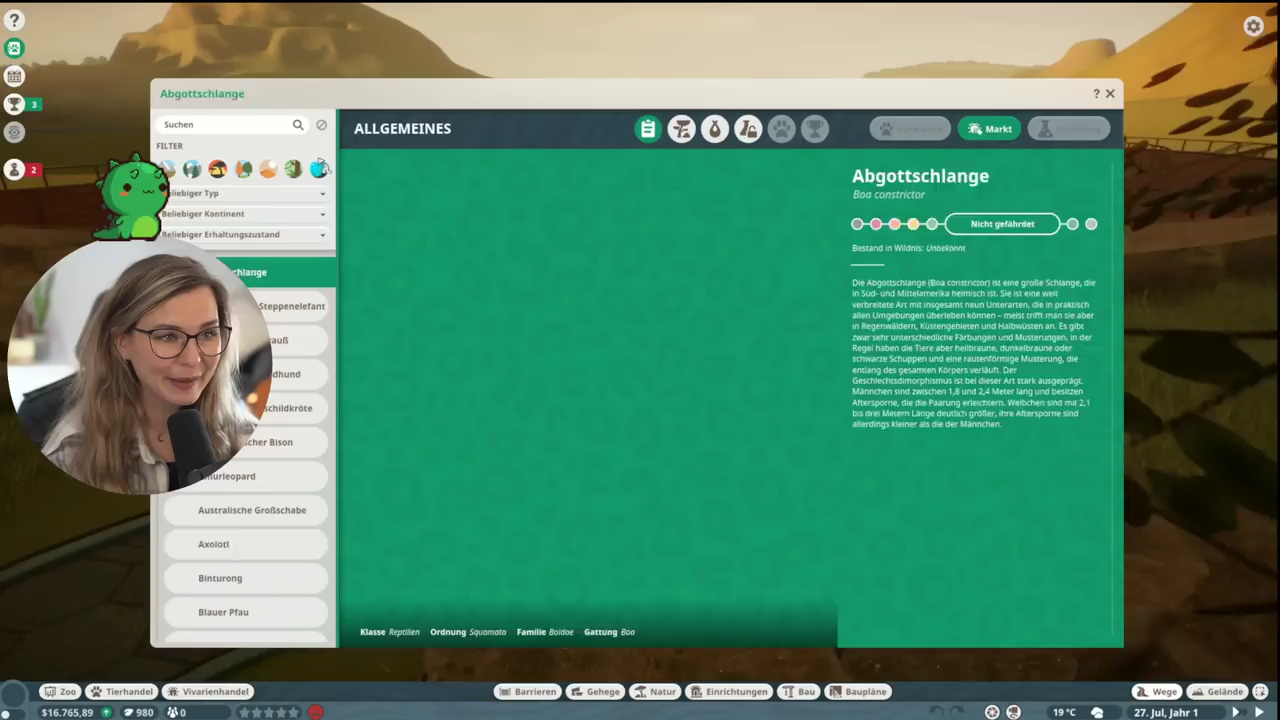 ?
3
2
Abgottschlange
?
Suchen
FILTER
Beliebiger Kontinent
Beliebiger Erhaltungszustand
Steppenelefant
Australische Großschabe
Axolotl
Binturong
Blauer Pfau
ALLGEMEINES
Markt
Abgottschlange
Boa constrictor
Nicht gefährdet
Bestand in Wildnis: Unbekannt
Die Abgottschlange (Boa constrictor) ist eine große Schlange, die
in Süd- und Mittelamerika heimisch ist. Sie ist eine weit
verbreitete Art mit insgesamt neun Unterarten, die in praktisch
allen Umgebungen überleben können – meist trifft man sie aber
in Regenwäldern, Küstengebieten und Halbwüsten an. Es gibt
zwar sehr unterschiedliche Färbungen und Musterungen, in der
Regel haben die Tiere aber hellbraune, dunkelbraune oder
schwarze Schuppen und eine rautenförmige Musterung, die
entlang des gesamten Körpers verläuft. Der
Geschlechtsdimorphismus ist bei dieser Art stark ausgeprägt.
Männchen sind zwischen 1,8 und 2,4 Meter lang und besitzen
Aftersporne, die die Paarung erleichtern. Weibchen sind mit 2,1
bis drei Metern Länge deutlich größer, ihre Aftersporne sind
allerdings kleiner als die der Männchen.
Klasse Reptilien Ordnung Squamata Familie Boidae Gattung Boa
Zoo Tierhandel Vivarienhandel Barrieren Gehege Natur Einrichtungen Bau Baupläne Wege Gelände
$16.765,89 980 0 19 °C 27. Jul, Jahr 1